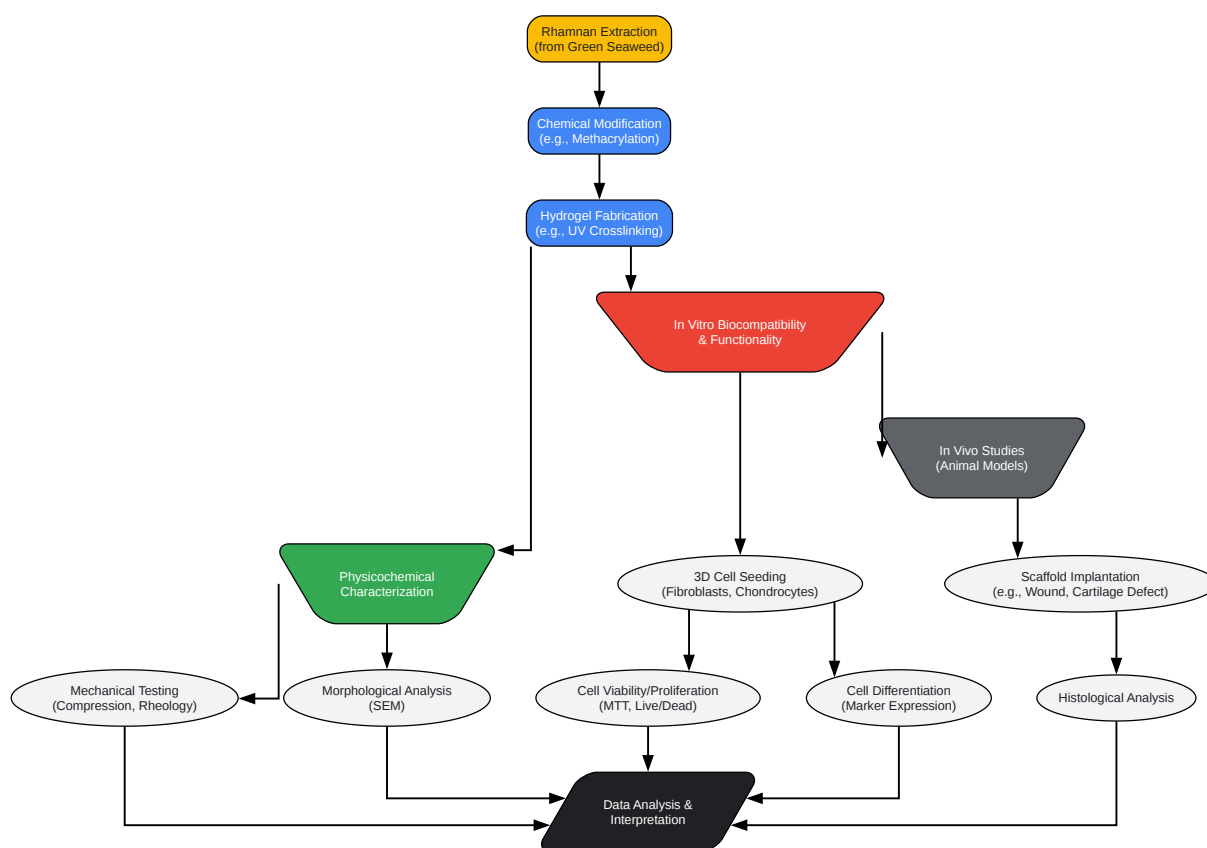 Rhamnan Extraction
(from Green Seaweed)
Chemical Modification
(e.g., Methacrylation)
Hydrogel Fabrication
(e.g., UV Crosslinking)
In Vitro Biocompatibility
& Functionality
In Vivo Studies
(Animal Models)
Physicochemical
Characterization
3D Cell Seeding
(Fibroblasts, Chondrocytes)
Scaffold Implantation
(e.g., Wound, Cartilage Defect)
Mechanical Testing
(Compression, Rheology)
Morphological Analysis
(SEM)
Cell Viability/Proliferation
(MTT, Live/Dead)
Cell Differentiation
(Marker Expression)
Histological Analysis
Data Analysis &
Interpretation